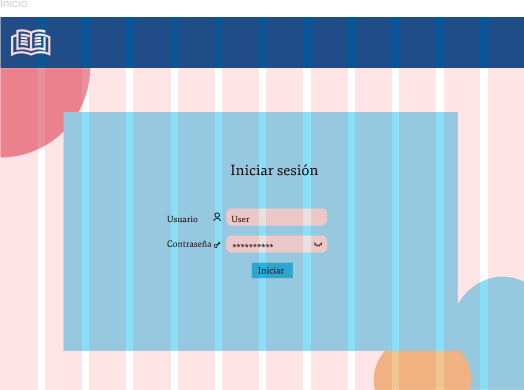 Inicio
Iniciar sesión
Usuario User
Contraseña **********
Iniciar